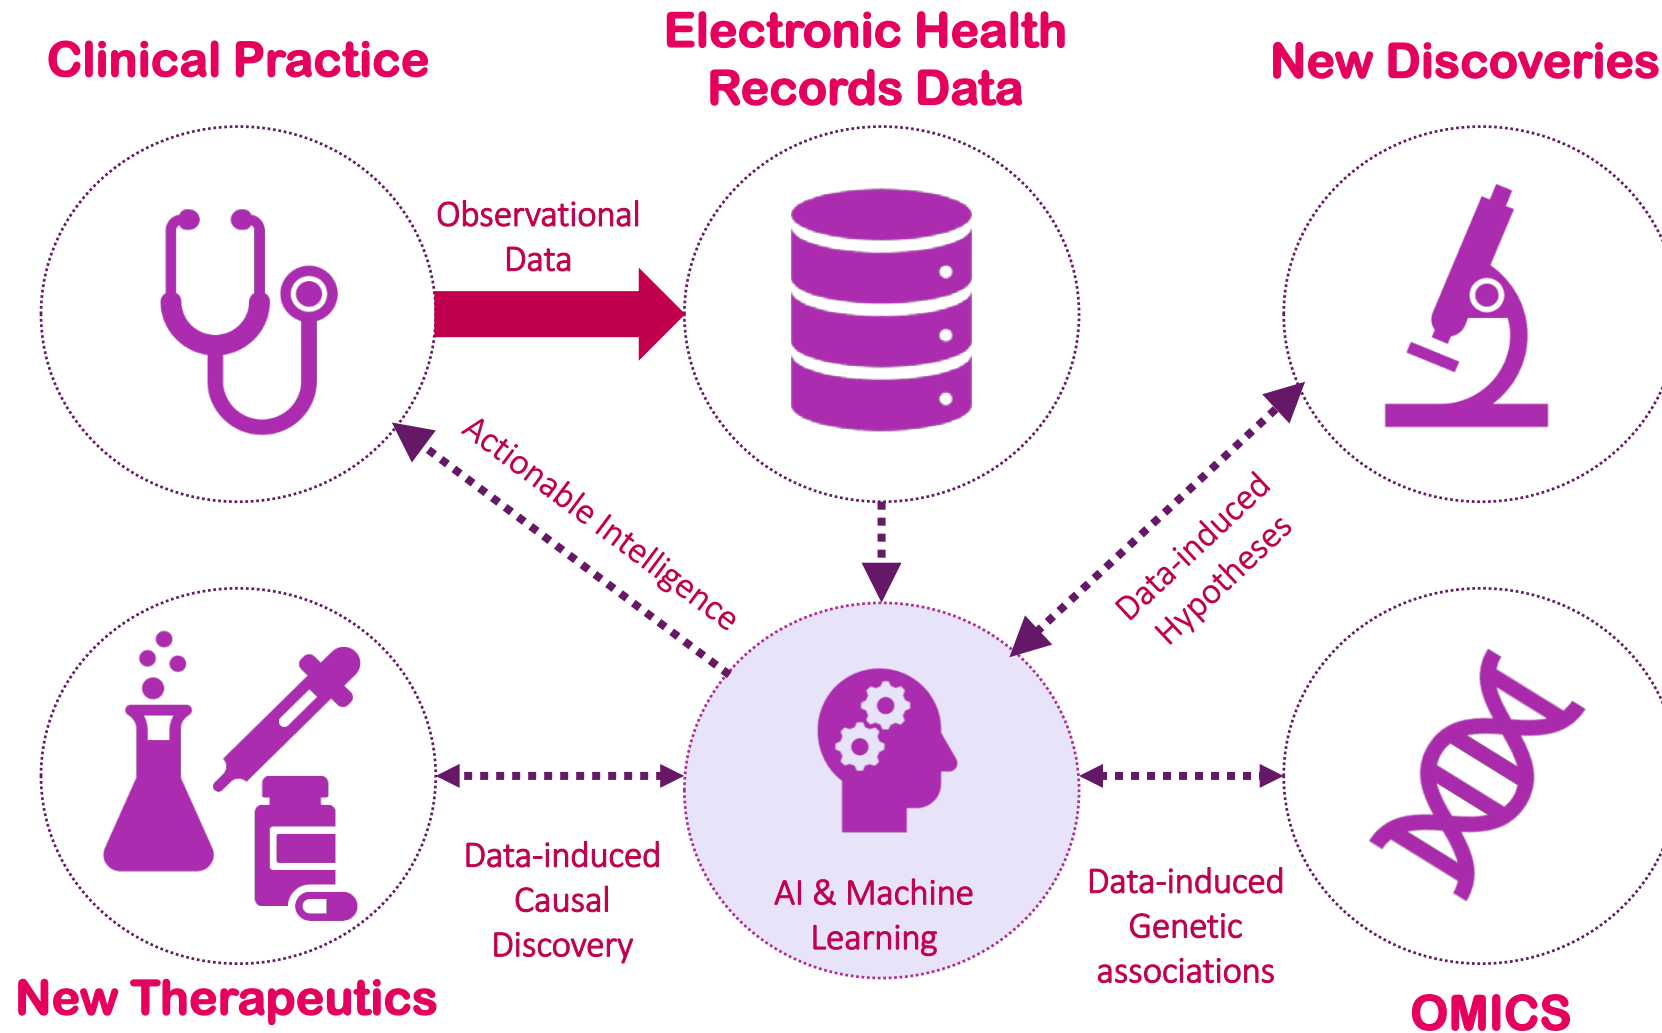 Clinical Practice
Electronic Health
Records Data
New Discoveries
Observational
Data
Actionable Intelligence
Data-induced
Hypotheses
Data-induced
Causal
Discovery
AI & Machine
Learning
Data-induced
Genetic
associations
New Therapeutics
OMICS